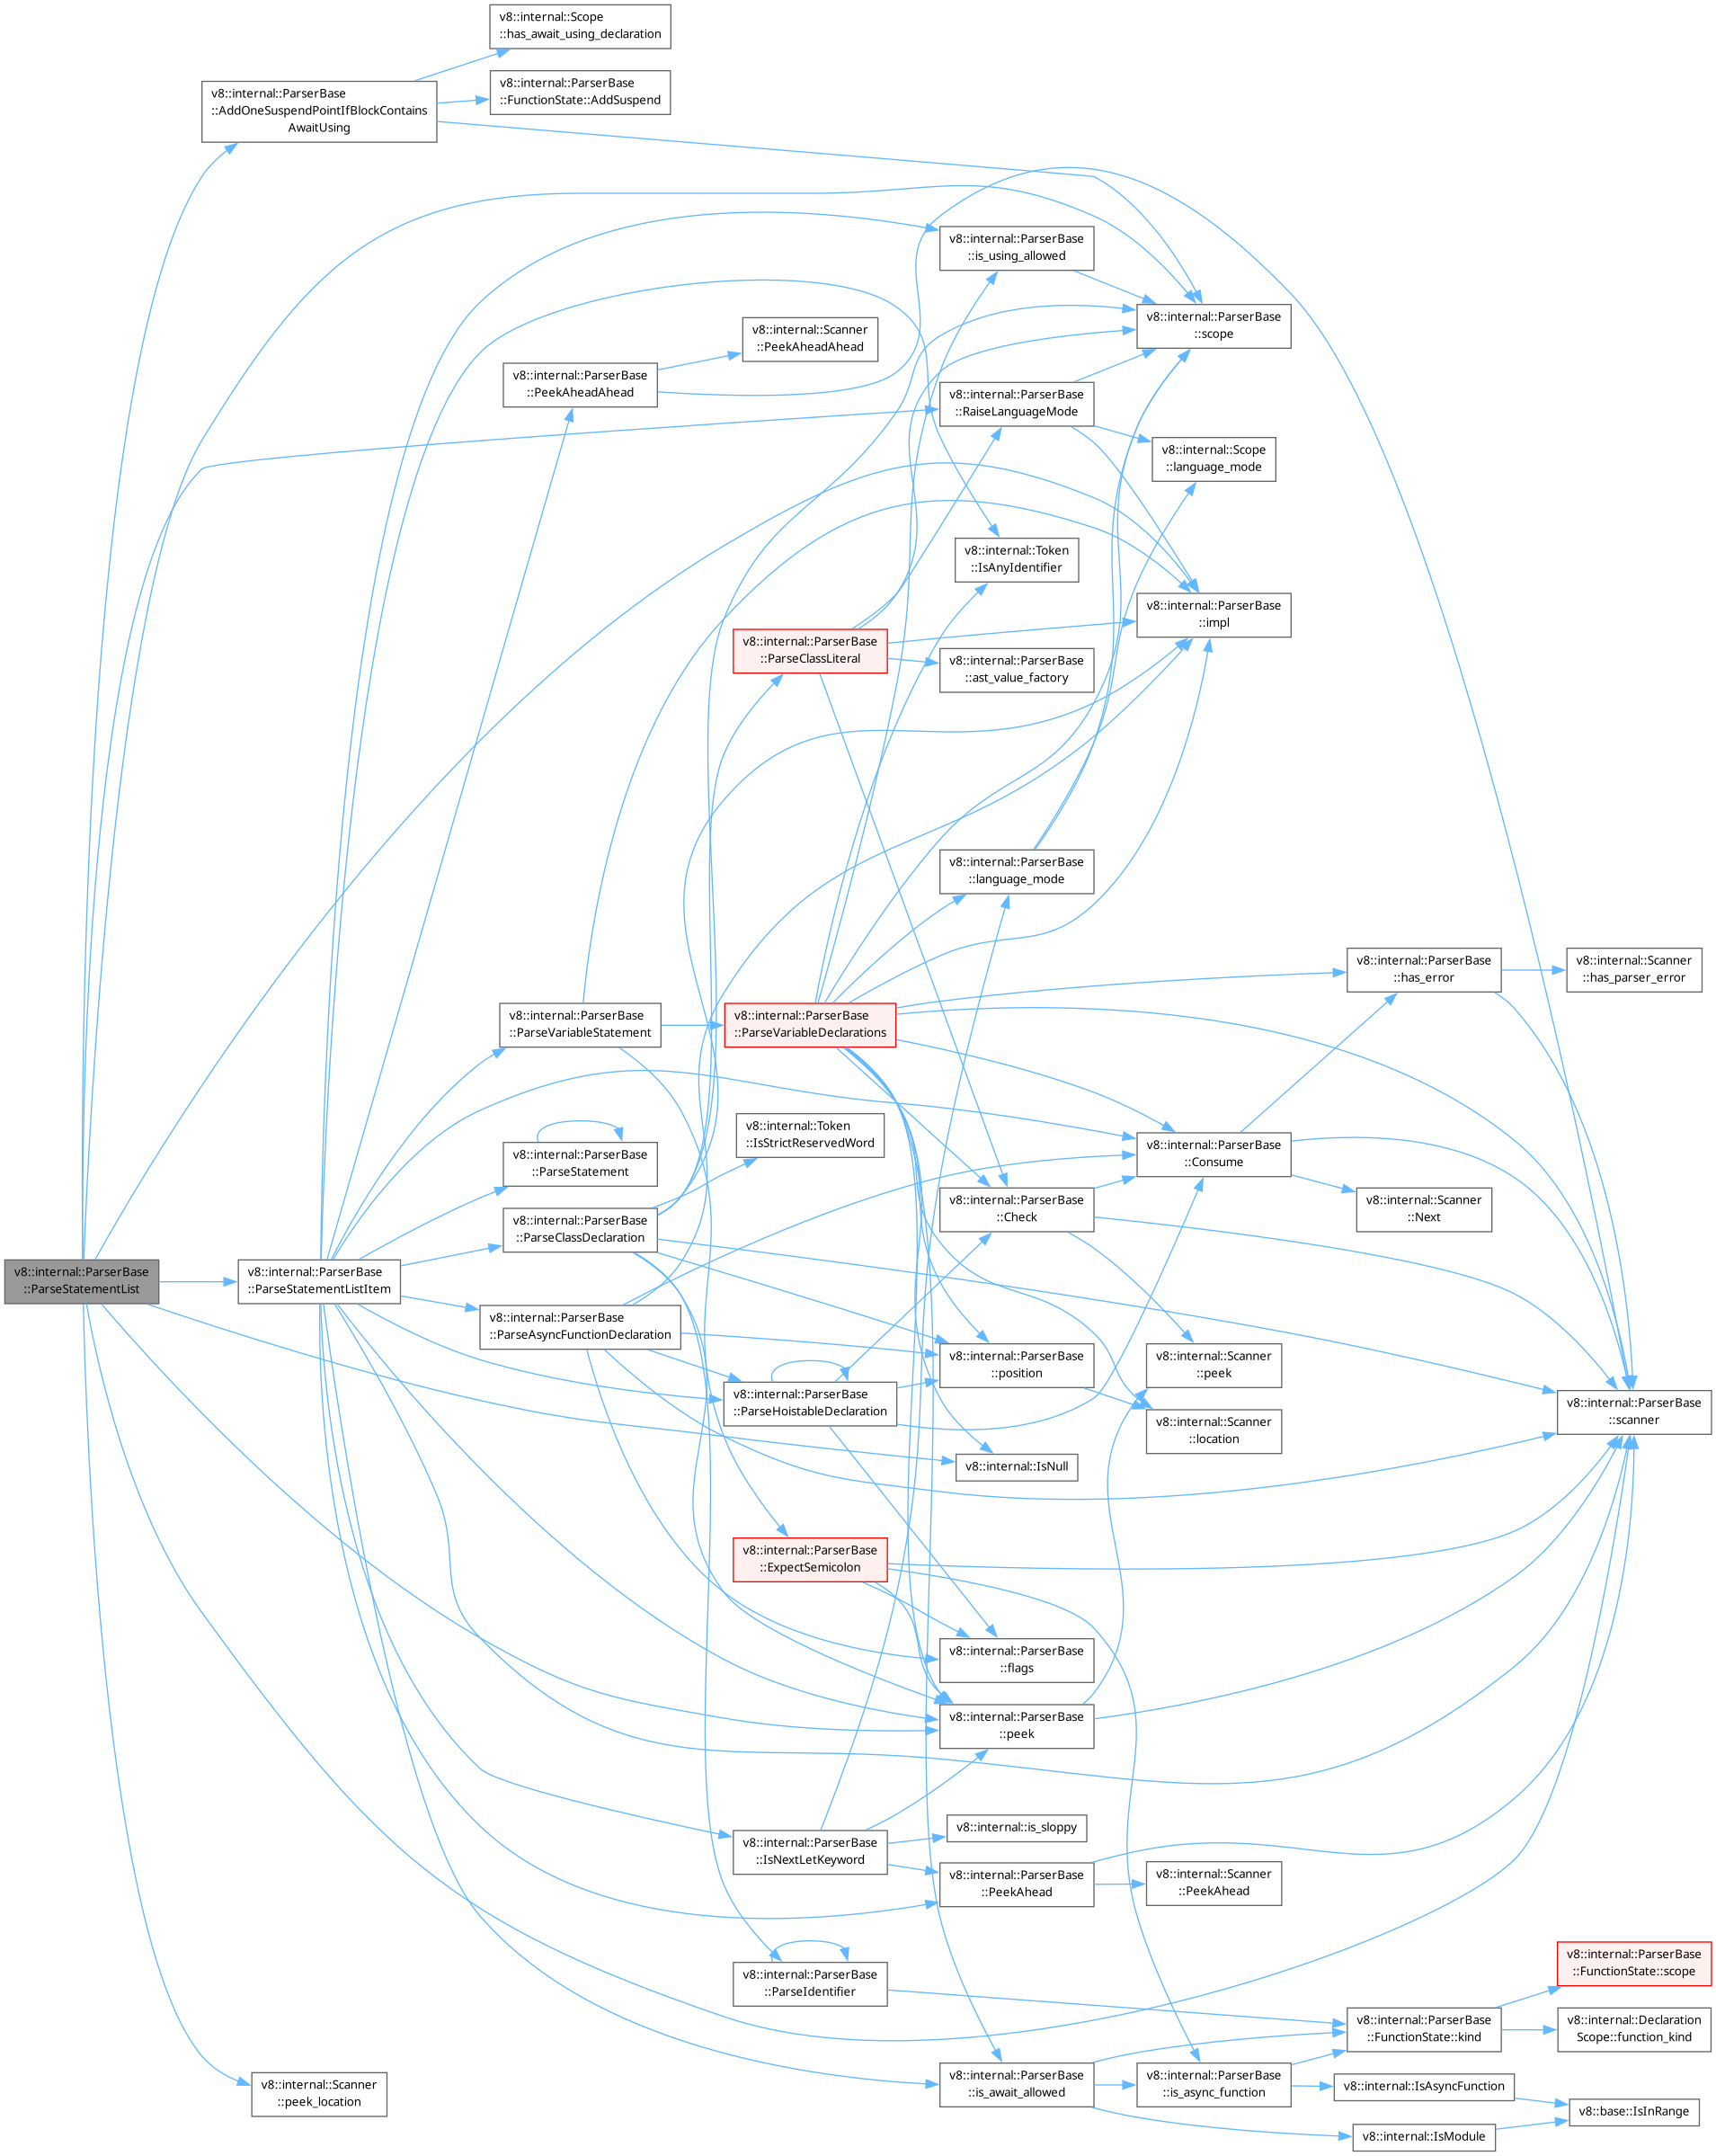 v8::internal::Scope
::has_await_using_declaration
v8::internal::ParserBase
::AddOneSuspendPointIfBlockContains
AwaitUsing
v8::internal::ParserBase
::FunctionState::AddSuspend
v8::internal::ParserBase
::is_using_allowed
v8::internal::ParserBase
::scope
v8::internal::Scanner
::PeekAheadAhead
v8::internal::ParserBase
::PeekAheadAhead
v8::internal::ParserBase
::RaiseLanguageMode
v8::internal::Scope
::language_mode
v8::internal::Token
::IsAnyIdentifier
v8::internal::ParserBase
::impl
v8::internal::ParserBase
::ParseClassLiteral
v8::internal::ParserBase
::ast_value_factory
v8::internal::ParserBase
::language_mode
v8::internal::ParserBase
::has_error
v8::internal::Scanner
::has_parser_error
v8::internal::ParserBase
::ParseVariableStatement
v8::internal::ParserBase
::ParseVariableDeclarations
v8::internal::Token
::IsStrictReservedWord
v8::internal::ParserBase
::ParseStatement
v8::internal::ParserBase
::Consume
v8::internal::ParserBase
::ParseClassDeclaration
v8::internal::ParserBase
::Check
v8::internal::Scanner
::Next
v8::internal::ParserBase
::ParseStatementList
v8::internal::ParserBase
::ParseStatementListItem
v8::internal::ParserBase
::ParseAsyncFunctionDeclaration
v8::internal::ParserBase
::position
v8::internal::Scanner
::peek
v8::internal::ParserBase
::ParseHoistableDeclaration
v8::internal::ParserBase
::scanner
v8::internal::Scanner
::location
v8::internal::IsNull
v8::internal::ParserBase
::ExpectSemicolon
v8::internal::ParserBase
::flags
v8::internal::ParserBase
::peek
v8::internal::is_sloppy
v8::internal::ParserBase
::IsNextLetKeyword
v8::internal::ParserBase
::PeekAhead
v8::internal::Scanner
::PeekAhead
v8::internal::ParserBase
::ParseIdentifier
v8::internal::ParserBase
::FunctionState::scope
v8::internal::ParserBase
::FunctionState::kind
v8::internal::Declaration
Scope::function_kind
v8::internal::Scanner
::peek_location
v8::internal::ParserBase
::is_await_allowed
v8::internal::ParserBase
::is_async_function
v8::internal::IsAsyncFunction
v8::base::IsInRange
v8::internal::IsModule